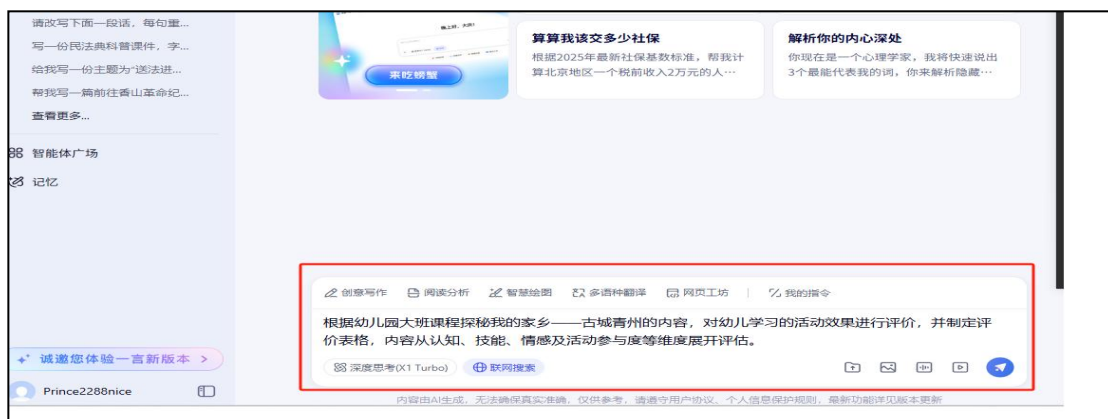 请改写下面一段话，每句重...
写一份民法典科普课件，字...
给我写一份主题为"送法进...
帮我写一篇前往香山革命纪...
查看更多...
智能体广场
记忆
诚邀您体验一言新版本 >
Prince2288nice
晚上好，大街!
来吃螃蟹
算算我该交多少社保
根据2025年最新社保基数标准，帮我计
算北京地区一个税前收入2万元的人…
解析你的内心深处
你现在是一个心理学家，我将快速说出
3个最能代表我的词，你来解析隐藏…
创意写作 阅读分析 智慧绘图 多语种翻译 网页工坊 | 我的指令
根据幼儿园大班课程探秘我的家乡——古城青州的内容，对幼儿学习的活动效果进行评价，并制定评
价表格，内容从认知、技能、情感及活动参与度等维度展开评估。
深度思考(X1 Turbo) 联网搜索
内容由AI生成，无法确保真实准确，仅供参考，请遵守用户协议，个人信息保护规则，最新功能详见版本更新